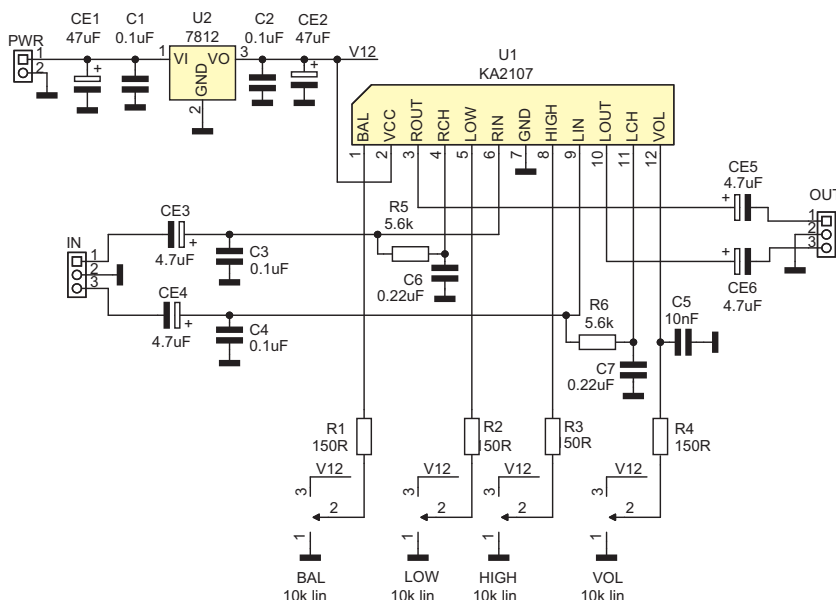 PWR
1
2
CE1
47uF
C1
0.1uF
U2
7812
1
VI
VO
3
GND
2
C2
0.1uF
CE2
47uF
V12
U1
KA2107
BAL
VCC
ROUT
RCH
LOW
RIN
GND
HIGH
LIN
LOUT
LCH
VOL
1
2
3
4
5
6
7
8
9
10
11
12
CE5
4.7uF
OUT
1
2
3
CE6
4.7uF
IN
1
2
3
CE3
4.7uF
C3
0.1uF
R5
5.6k
C6
0.22uF
CE4
4.7uF
C4
0.1uF
R6
5.6k
C5
10nF
C7
0.22uF
R1
150R
R2
150R
R3
50R
R4
150R
V12
3
2
1
BAL
10k lin
V12
3
2
1
LOW
10k lin
V12
3
2
1
HIGH
10k lin
V12
3
2
1
VOL
10k lin